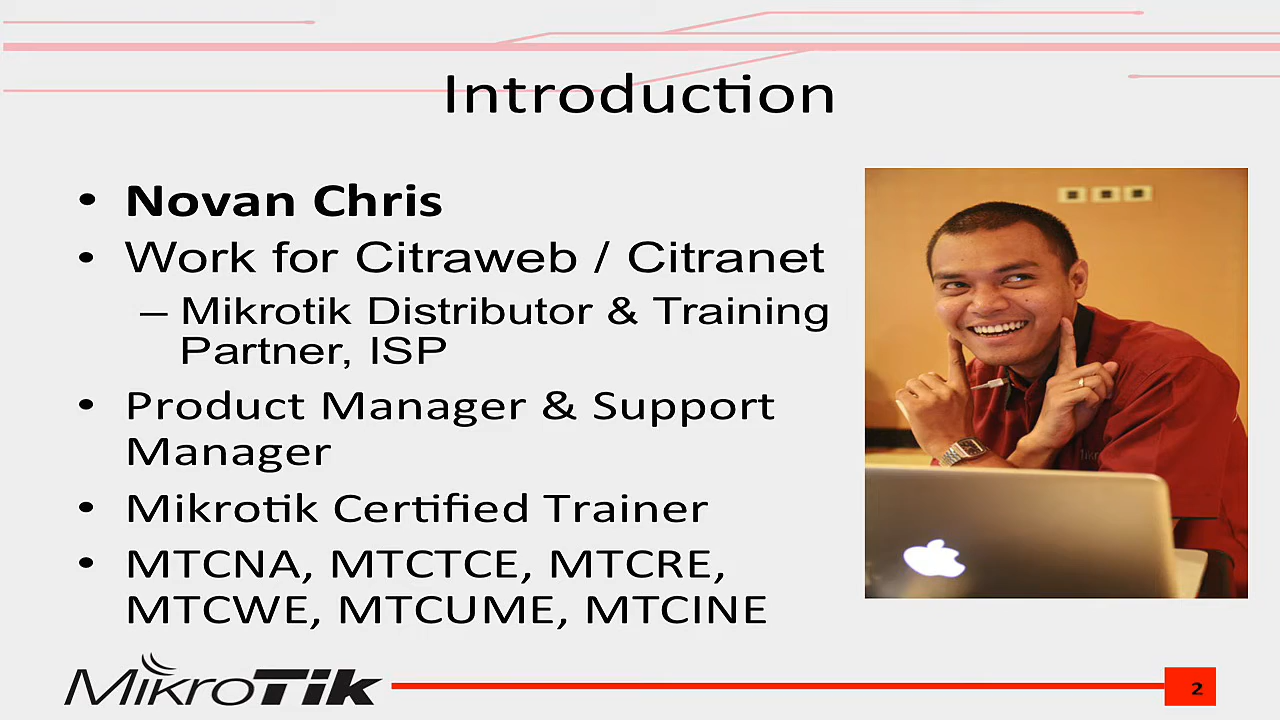 Introduction
• Novan Chris
• Work for Citraweb / Citranet
– Mikrotik Distributor & Training
Partner, ISP
• Product Manager & Support
Manager
• Mikrotik Certified Trainer
• MTCNA, MTCTCE, MTCRE,
MTCWE, MTCUME, MTCINE
MikroTik
2